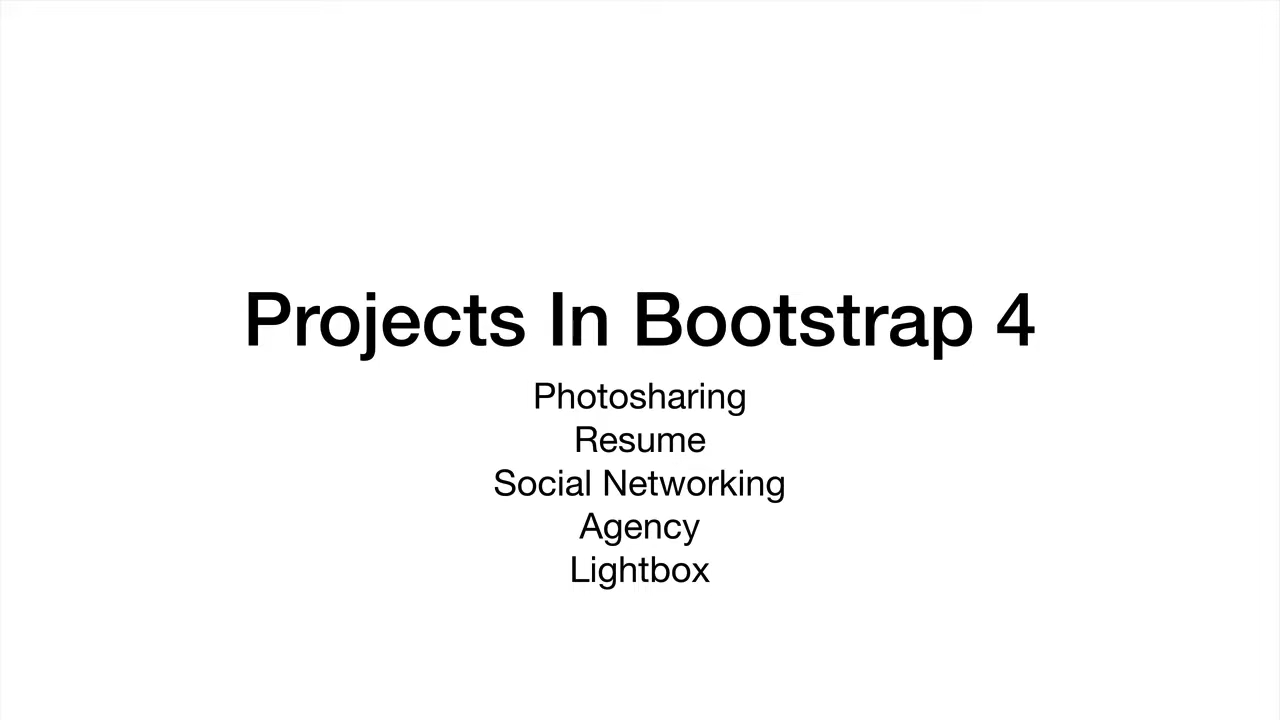 Projects In Bootstrap 4
Photosharing
Resume
Social Networking
Agency
Lightbox